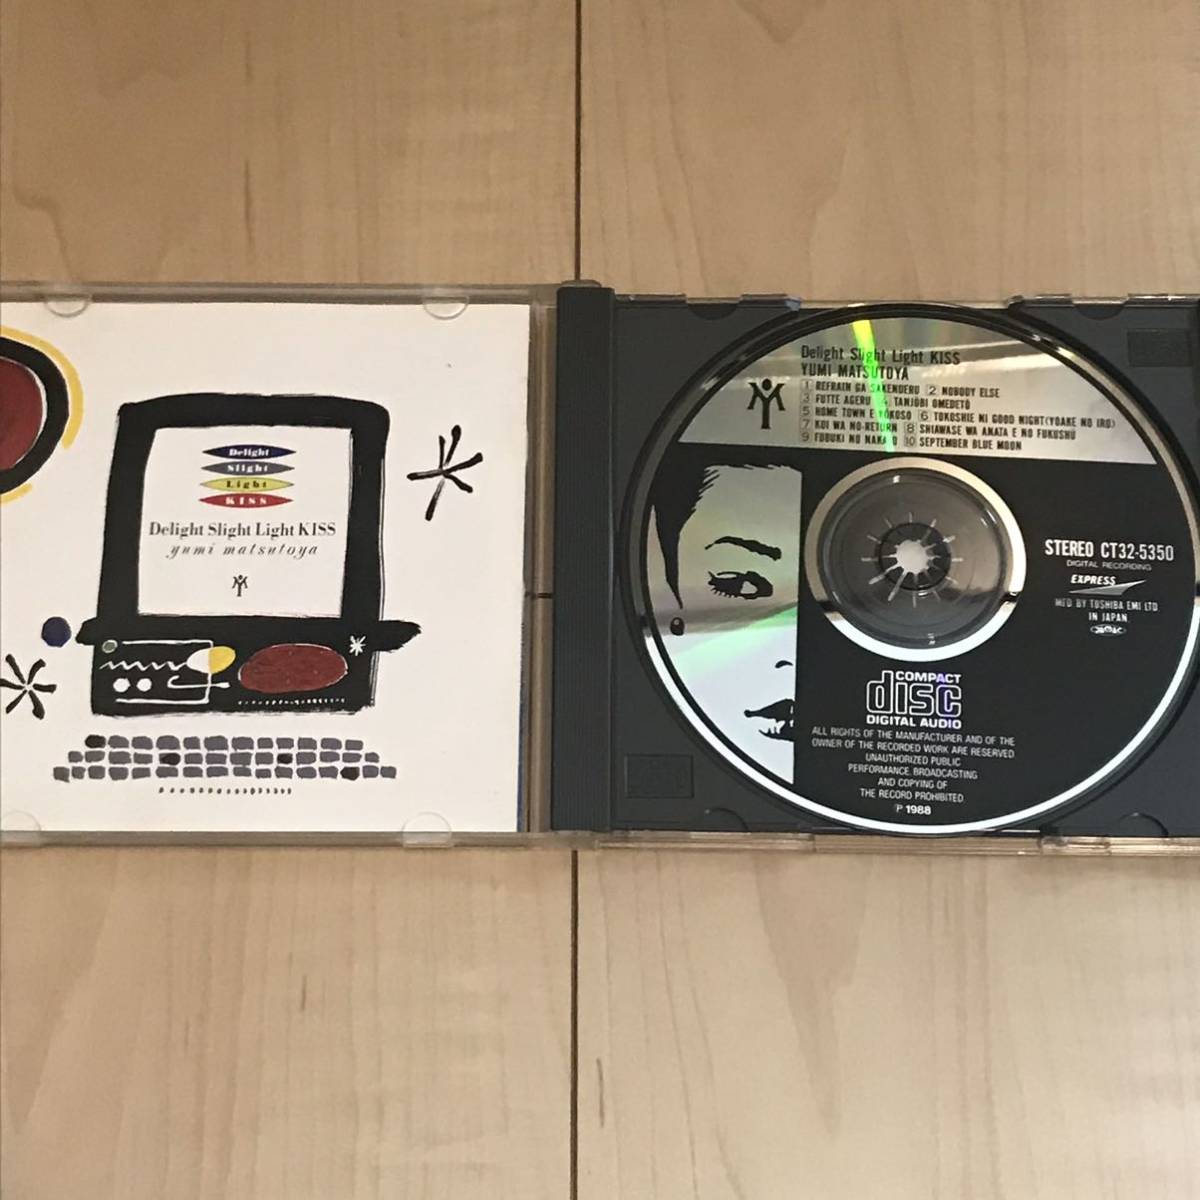 Delight
Slight
Light
KISS
Delight Slight Light KISS
yumi matsutoya
Delight Slight Light KISS
YUMI MATSUTOYA
1 REFRAIN GA SAKENDERU 2 NOBODY ELSE
3 FUTTE AGERU 4 TANJOBI OMEDETO
5 HOME TOWN E YOKOSO 6 TOKOSHIE NI GOOD NIGHT(YOAKE NO IRO)
7 KOI WA NO-RETURN 8 SHIAWASE WA ANATA E NO FUKUSHU
9 FUBUKI NO NAKA O 10 SEPTEMBER BLUE MOON
STEREO CT32-5350
DIGITAL RECORDING
EXPRESS
MFD. BY TOSHIBA EMI LTD.
IN JAPAN
COMPACT
disc
DIGITAL AUDIO
ALL RIGHTS OF THE MANUFACTURER AND OF THE
OWNER OF THE RECORDED WORK ARE RESERVED.
UNAUTHORIZED PUBLIC
PERFORMANCE, BROADCASTING
AND COPYING OF
THE RECORD PROHIBITED.
℗ 1988